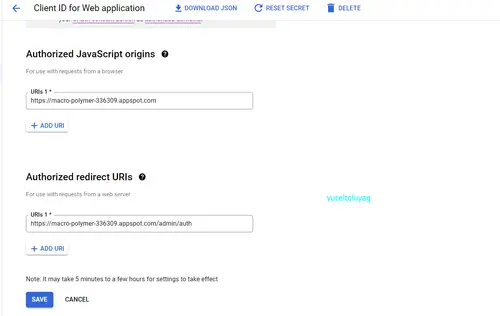 Client ID for Web application
DOWNLOAD JSON
RESET SECRET
DELETE
Authorized JavaScript origins
For use with requests from a browser
URIs 1 *
https://macro-polymer-336309.appspot.com
+ ADD URI
Authorized redirect URIs
For use with requests from a web server
yuceltoluyag
URIs 1 *
https://macro-polymer-336309.appspot.com/admin/auth
+ ADD URI
Note: It may take 5 minutes to a few hours for settings to take effect
SAVE
CANCEL